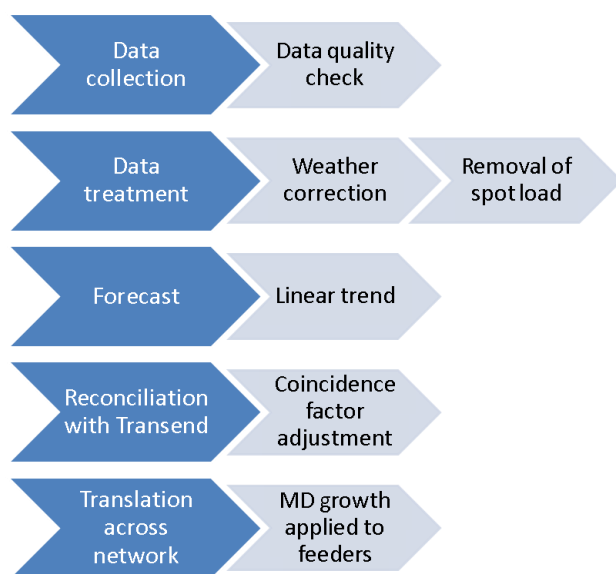 Data
collection
Data quality
check
Data
treatment
Weather
correction
Removal of
spot load
Forecast
Linear trend
Reconciliation
with Transend
Coincidence
factor
adjustment
Translation
across
network
MD growth
applied to
feeders